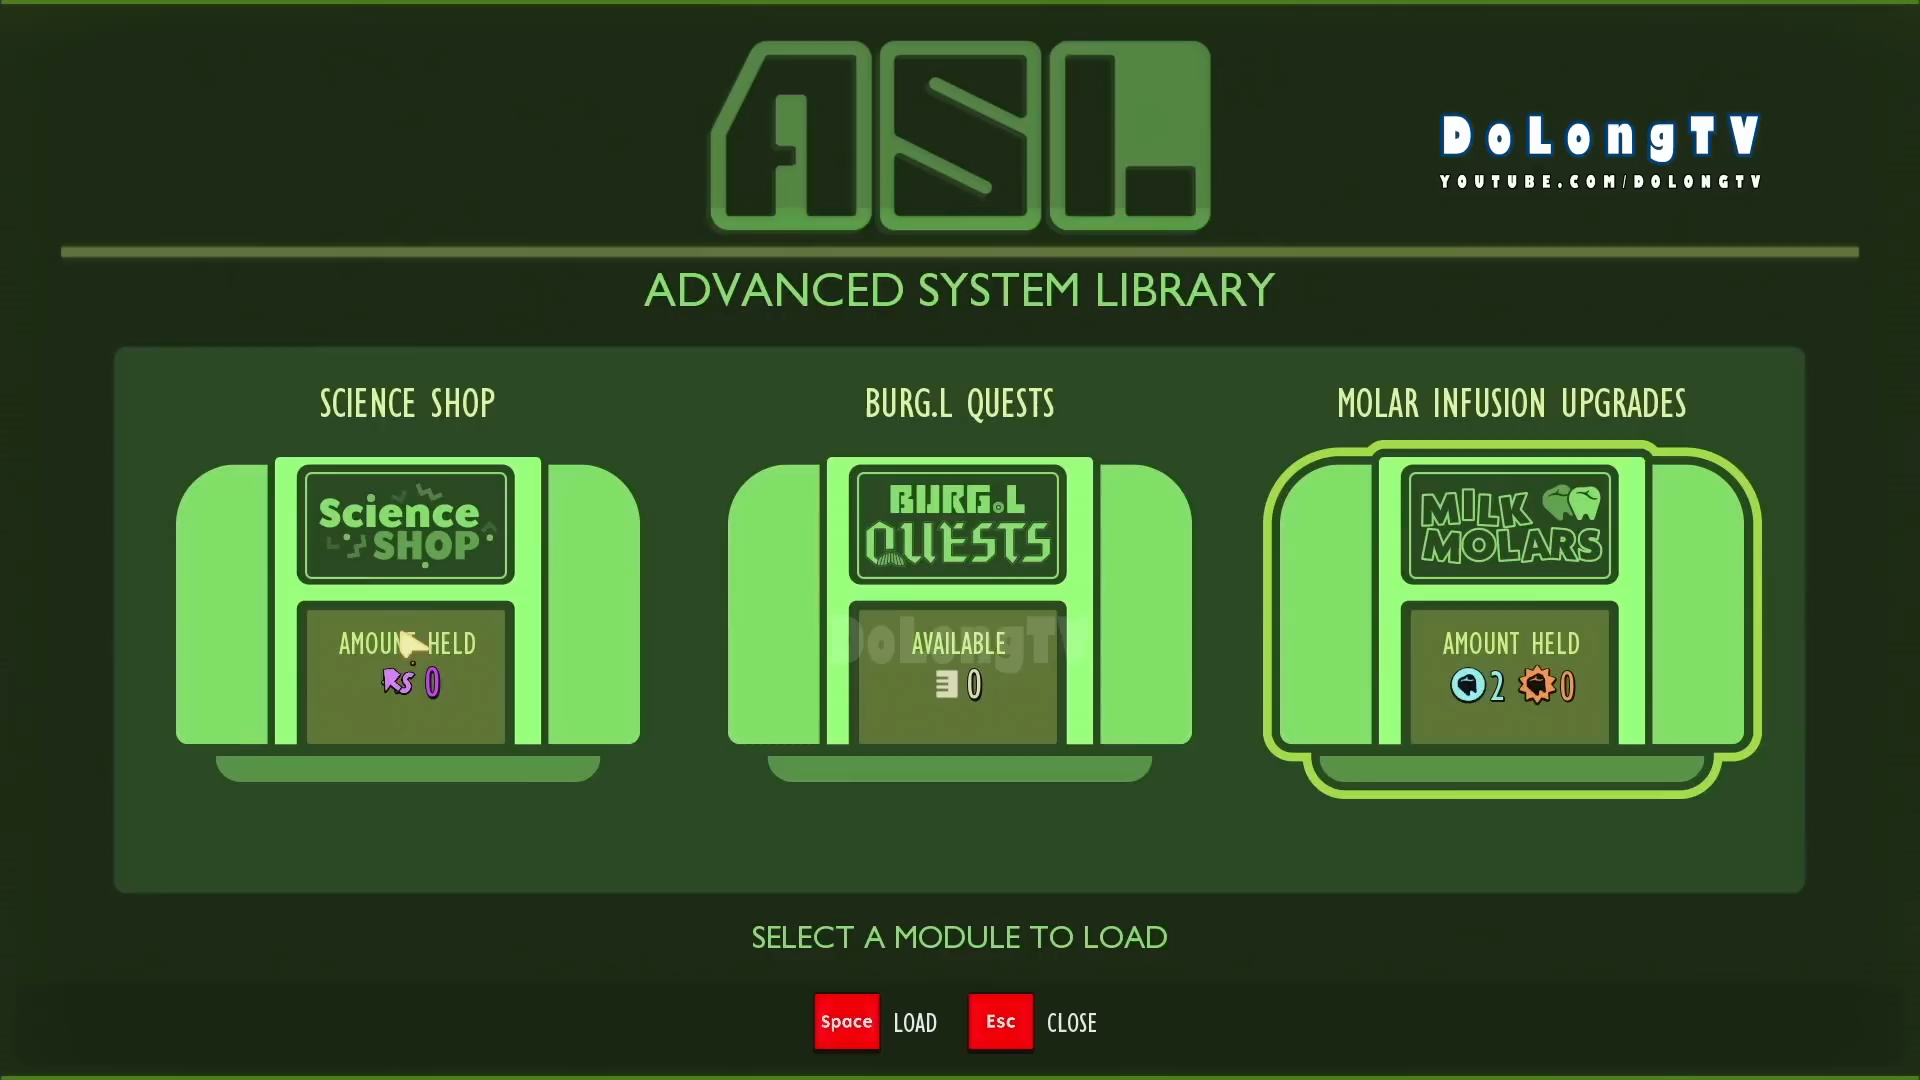 ASL
DoLongTV
YOUTUBE.COM/DOLONGTV
ADVANCED SYSTEM LIBRARY
SCIENCE SHOP
BURG.L QUESTS
MOLAR INFUSION UPGRADES
Science
SHOP
BURG.L
QUESTS
MILK
MOLARS
AMOUNT HELD
RS 0
AVAILABLE
0
DoLongTV
AMOUNT HELD
2 0
SELECT A MODULE TO LOAD
Space LOAD Esc CLOSE